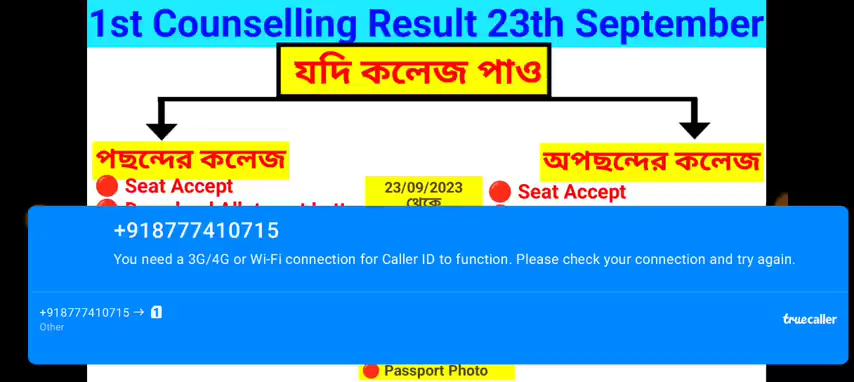 1st Counselling Result 23th September
যদি কলেজ পাও
পছন্দের কলেজ
অপছন্দের কলেজ
Seat Accept
23/09/2023
থেকে
Seat Accept
+918777410715
You need a 3G/4G or Wi-Fi connection for Caller ID to function. Please check your connection and try again.
+918777410715 → 1
Other
truecaller
Passport Photo